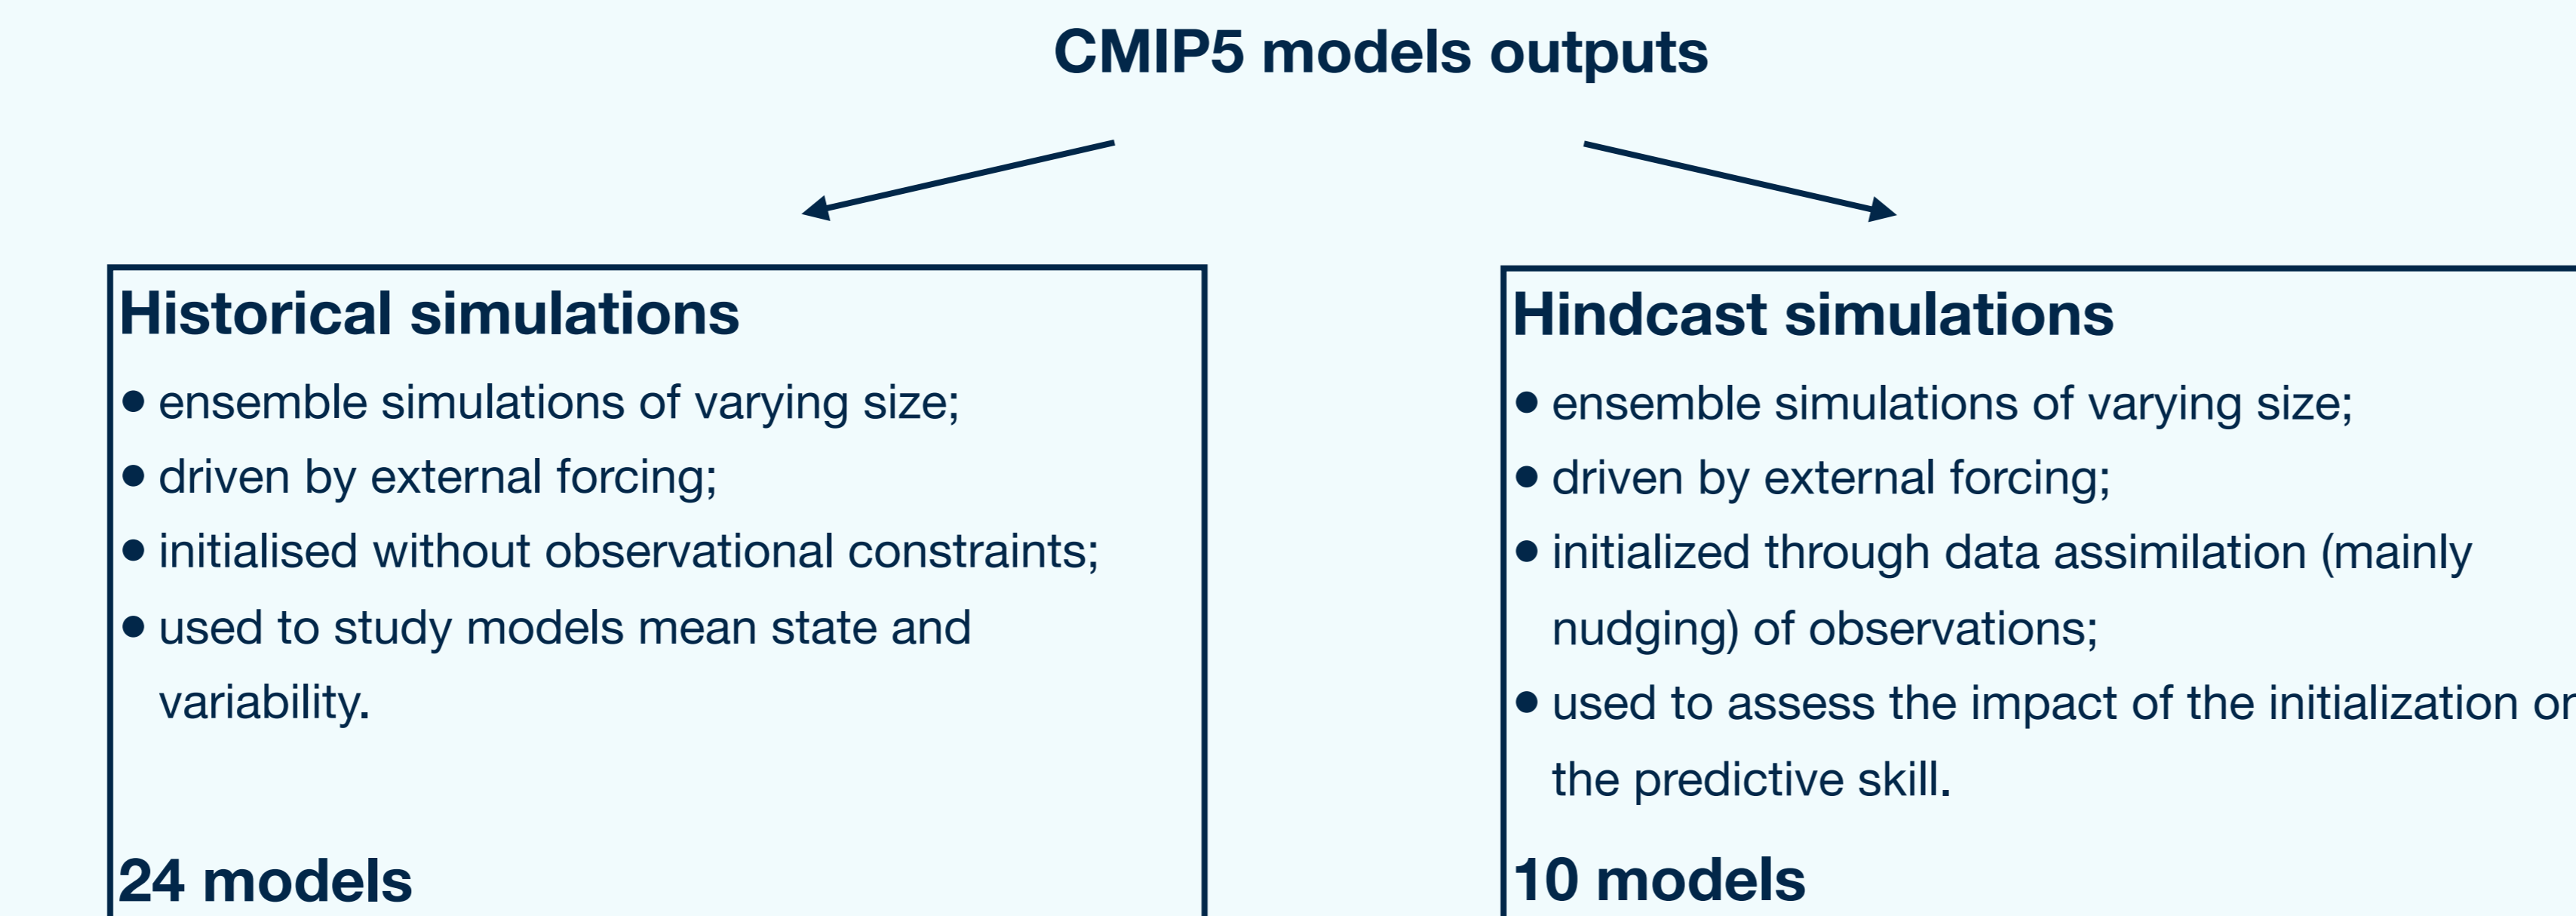 CMIP5 models outputs
Historical simulations
● ensemble simulations of varying size;
● driven by external forcing;
● initialised without observational constraints;
● used to study models mean state and
variability.
24 models
Hindcast simulations
● ensemble simulations of varying size;
● driven by external forcing;
● initialized through data assimilation (mainly
nudging) of observations;
● used to assess the impact of the initialization on
the predictive skill.
10 models